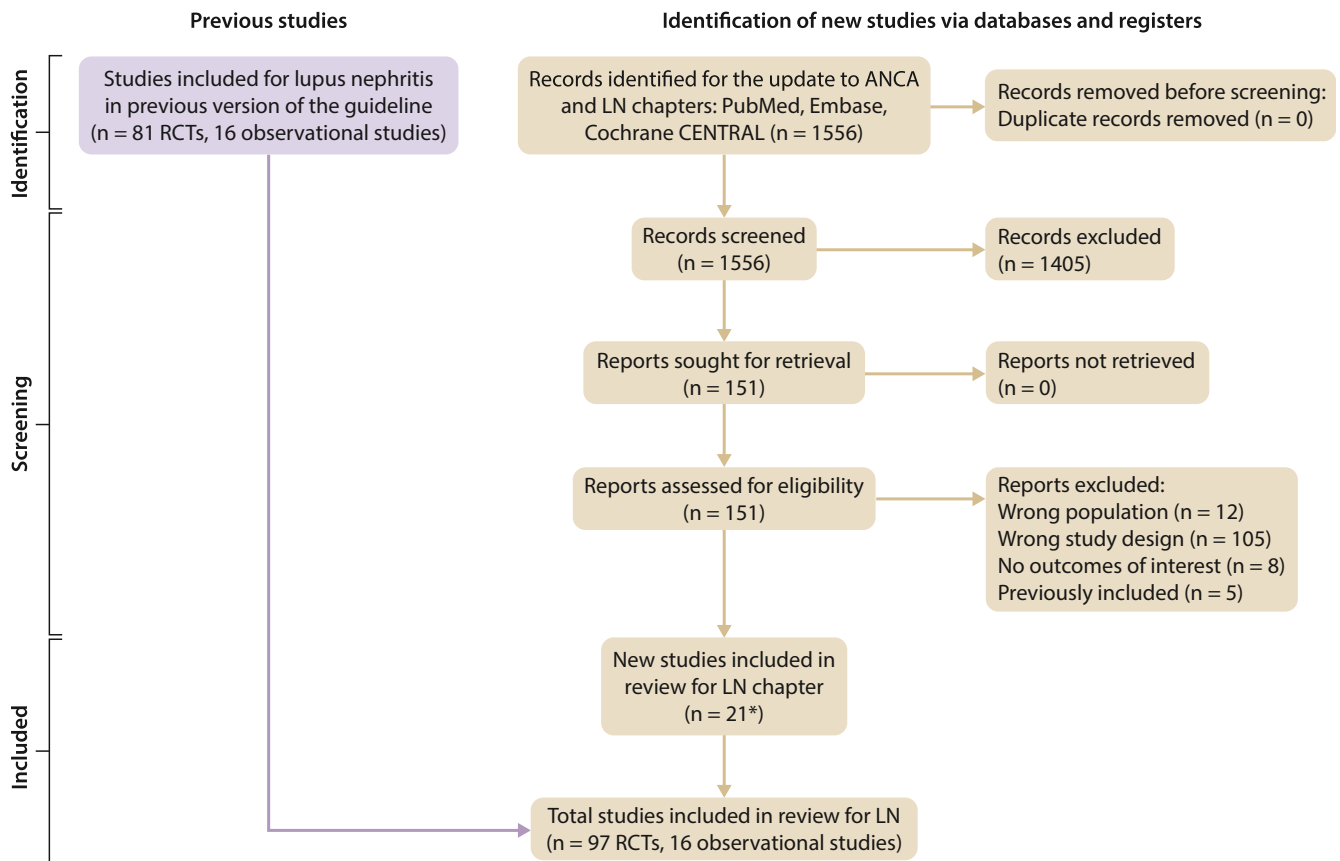 Previous studies
Identification of new studies via databases and registers
Identification
Studies included for lupus nephritis
in previous version of the guideline
(n = 81 RCTs, 16 observational studies)
Records identified for the update to ANCA
and LN chapters: PubMed, Embase,
Cochrane CENTRAL (n = 1556)
Records removed before screening:
Duplicate records removed (n = 0)
Screening
Records screened
(n = 1556)
Records excluded
(n = 1405)
Reports sought for retrieval
(n = 151)
Reports not retrieved
(n = 0)
Reports assessed for eligibility
(n = 151)
Reports excluded:
Wrong population (n = 12)
Wrong study design (n = 105)
No outcomes of interest (n = 8)
Previously included (n = 5)
Included
New studies included in
review for LN chapter
(n = 21*)
Total studies included in review for LN
(n = 97 RCTs, 16 observational studies)